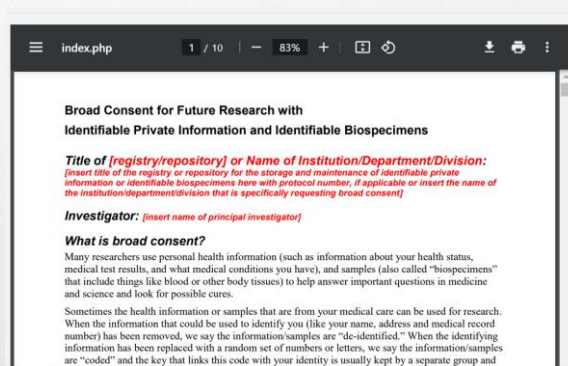 index.php
1 / 10
83%
Broad Consent for Future Research with
Identifiable Private Information and Identifiable Biospecimens
Title of [registry/repository] or Name of Institution/Department/Division:
[insert title of the registry or repository for the storage and maintenance of identifiable private
information or identifiable biospecimens here with protocol number, if applicable or insert the name of
the institution/department/division that is specifically requesting broad consent]
Investigator: [insert name of principal investigator]
What is broad consent?
Many researchers use personal health information (such as information about your health status,
medical test results, and what medical conditions you have), and samples (also called “biospecimens”
that include things like blood or other body tissues) to help answer important questions in medicine
and science and look for possible cures.
Sometimes the health information or samples that are from your medical care can be used for research.
When the information that could be used to identify you (like your name, address and medical record
number) has been removed, we say the information/samples are “de-identified.” When the identifying
information has been replaced with a random set of numbers or letters, we say the information/samples
are “coded” and the key that links this code with your identity is usually kept by a separate group and